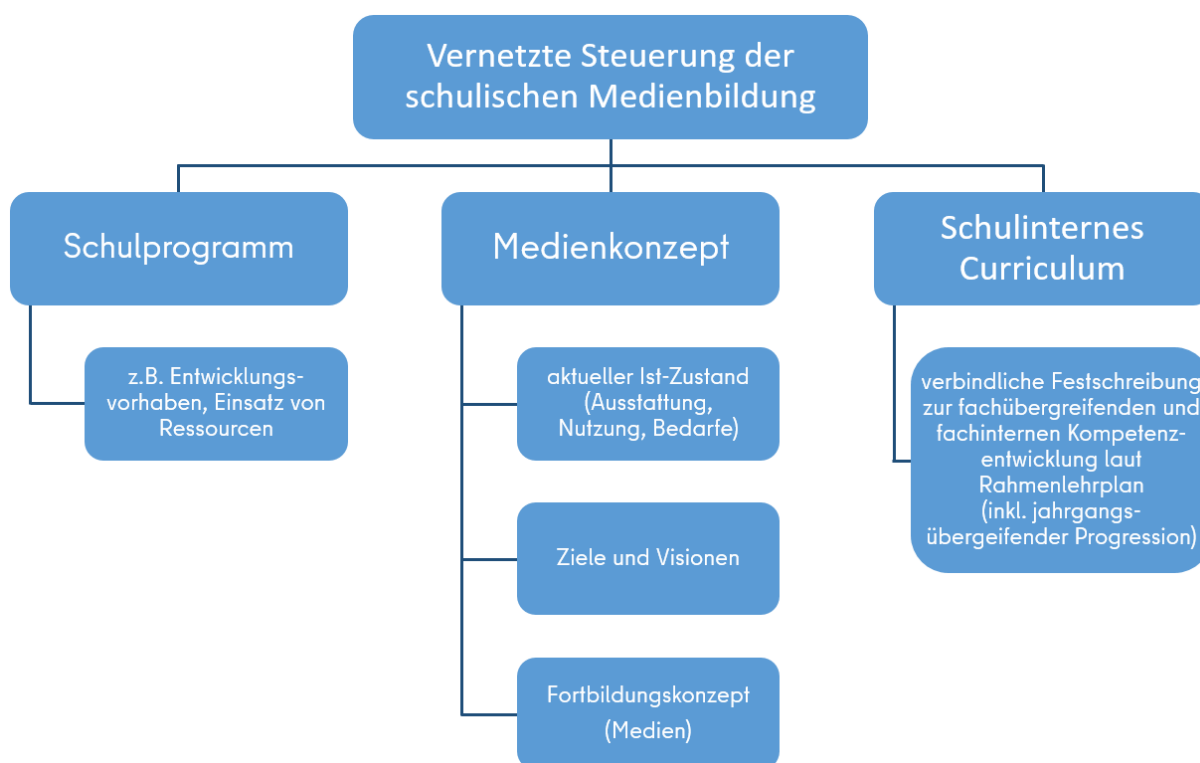 Vernetzte Steuerung der
schulischen Medienbildung
Schulprogramm
z.B. Entwicklungs-
vorhaben, Einsatz von
Ressourcen
Medienkonzept
aktueller Ist-Zustand
(Ausstattung,
Nutzung, Bedarfe)
Ziele und Visionen
Fortbildungskonzept
(Medien)
Schulinternes
Curriculum
verbindliche Festschreibung
zur fachübergreifenden und
fachinternen Kompetenz-
entwicklung laut
Rahmenlehrplan
(inkl. jahrgangs-
übergeifender Progression)